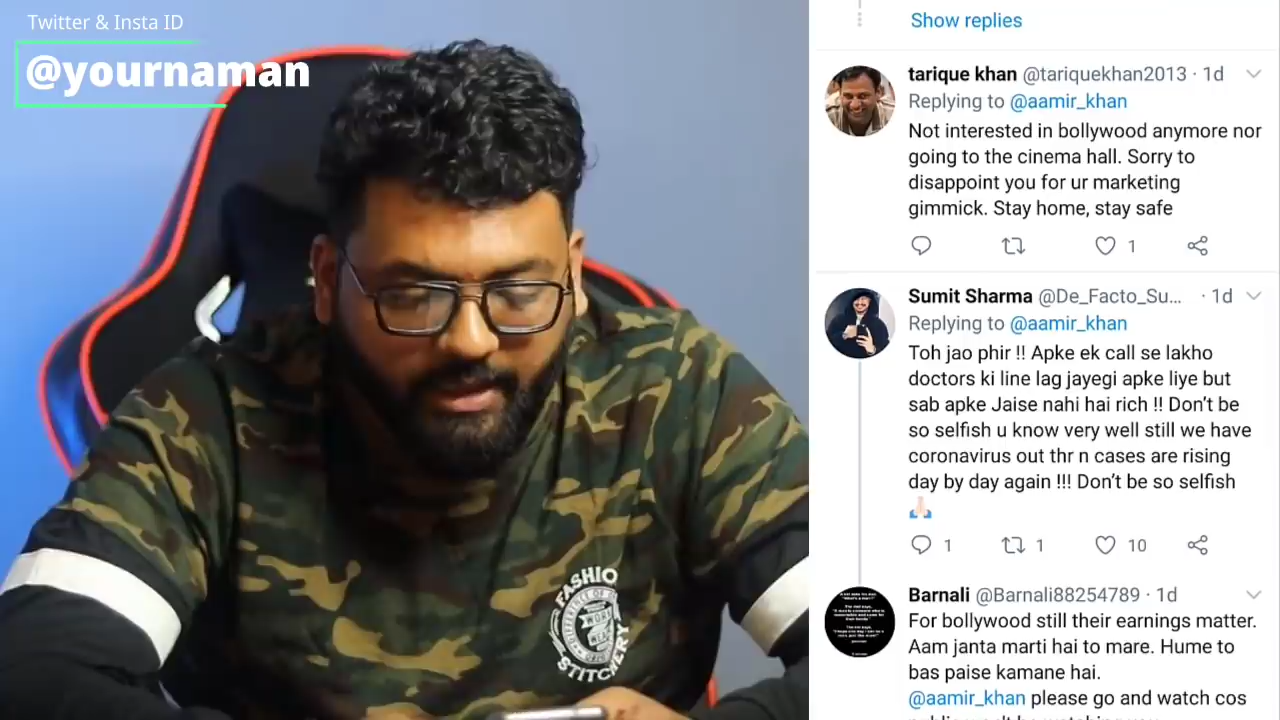 Twitter & Insta ID
@yournaman
FASHIO
STITCHERY
Show replies
tarique khan @tariquekhan2013 · 1d
Replying to @aamir_khan
Not interested in bollywood anymore nor
going to the cinema hall. Sorry to
disappoint you for ur marketing
gimmick. Stay home, stay safe
1
Sumit Sharma @De_Facto_Su... · 1d
Replying to @aamir_khan
Toh jao phir !! Apke ek call se lakho
doctors ki line lag jayegi apke liye but
sab apke Jaise nahi hai rich !! Don’t be
so selfish u know very well still we have
coronavirus out thr n cases are rising
day by day again !!! Don’t be so selfish
🙏🏻
1 1 10
Barnali @Barnali88254789 · 1d
For bollywood still their earnings matter.
Aam janta marti hai to mare. Hume to
bas paise kamane hai.
@aamir_khan please go and watch cos